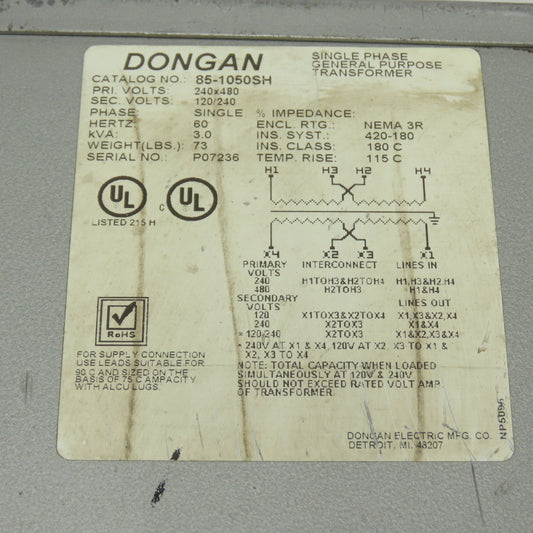 DONGAN
SINGLE PHASE
GENERAL PURPOSE
TRANSFORMER
CATALOG NO.: 85-1050SH
PRI. VOLTS: 240x480
SEC. VOLTS: 120/240
PHASE: SINGLE % IMPEDANCE:
HERTZ: 60 ENCL. RTG.: NEMA 3R
kVA: 3.0 INS. SYST.: 420-180
WEIGHT(LBS.): 73 INS. CLASS: 180 C
SERIAL NO.: P07236 TEMP. RISE: 115 C
H1 H3 H2 H4
UL C UL
LISTED 215 H
X4 X2 X3 X1
PRIMARY VOLTS INTERCONNECT LINES IN
240 H1TOH3&H2TOH4 H1,H3&H2,H4
480 H2TOH3 H1&H4
SECONDARY VOLTS LINES OUT
120 X1TOX3&X2TOX4 X1,X3&X2,X4
240 X2TOX3 X1&X4
* 120/240 X2TOX3 X1&X2,X3&X4
* 240V AT X1 & X4, 120V AT X2, X3 TO X1 &
X2, X3 TO X4
NOTE: TOTAL CAPACITY WHEN LOADED
SIMULTANEOUSLY AT 120V & 240V
SHOULD NOT EXCEED RATED VOLT AMP
OF TRANSFORMER.
RoHS
FOR SUPPLY CONNECTION
USE LEADS SUITABLE FOR
90 C AND SIZED ON THE
BASIS OF 75 C AMPACITY
WITH AL CU LUGS.
DONGAN ELECTRIC MFG. CO.
DETROIT, MI. 48207